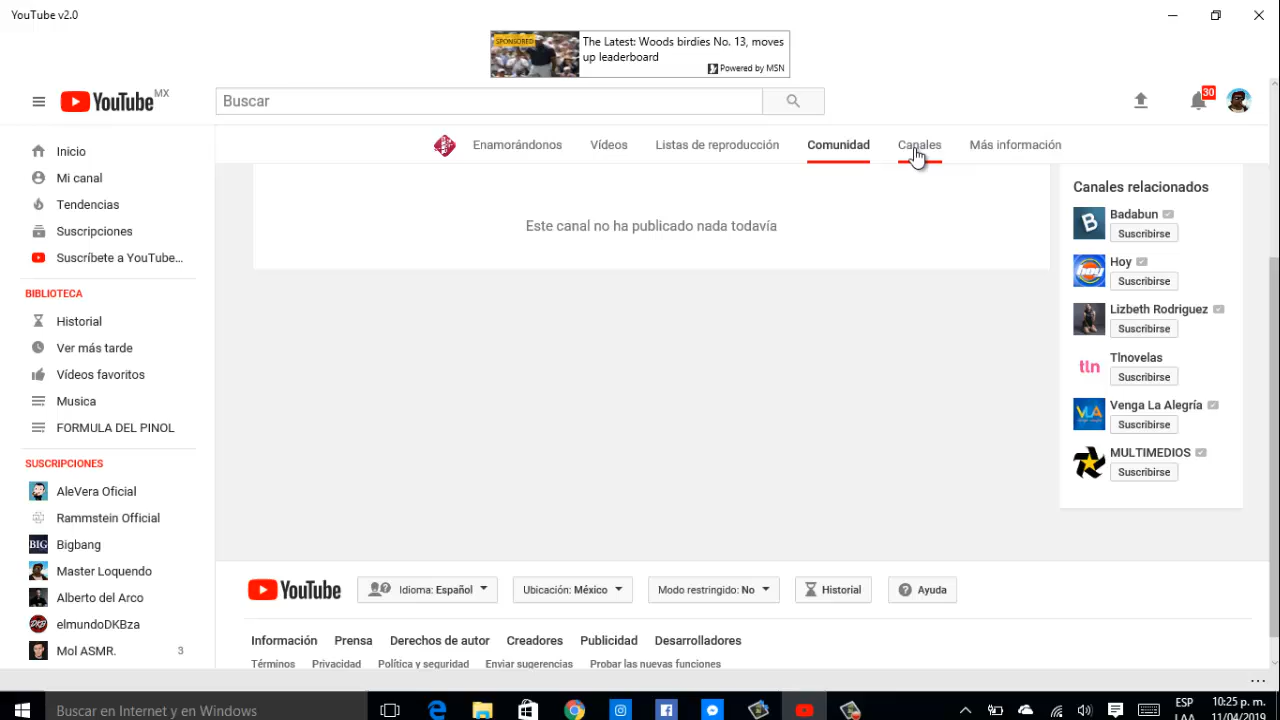 YouTube v2.0
SPONSORED
The Latest: Woods birdies No. 13, moves
up leaderboard
Powered by MSN
YouTube MX
Buscar
30
Enamorándonos
Vídeos
Listas de reproducción
Comunidad
Canales
Más información
Inicio
Mi canal
Tendencias
Suscripciones
Suscríbete a YouTube...
BIBLIOTECA
Historial
Ver más tarde
Vídeos favoritos
Musica
FORMULA DEL PINOL
SUSCRIPCIONES
AleVera Oficial
Rammstein Official
BIG
Bigbang
Master Loquendo
Alberto del Arco
DKB
elmundoDKBza
Mol ASMR.
3
Este canal no ha publicado nada todavía
Canales relacionados
B
Badabun
Suscribirse
hoy
Hoy
Suscribirse
Lizbeth Rodriguez
Suscribirse
tln
Tlnovelas
Suscribirse
VLA
Venga La Alegría
Suscribirse
MULTIMEDIOS
Suscribirse
YouTube
Idioma: Español
Ubicación: México
Modo restringido: No
Historial
Ayuda
Información
Prensa
Derechos de autor
Creadores
Publicidad
Desarrolladores
Términos
Privacidad
Política y seguridad
Enviar sugerencias
Probar las nuevas funciones
Buscar en Internet y en Windows
ESP
LAA
10:25 p. m.
11/04/2019